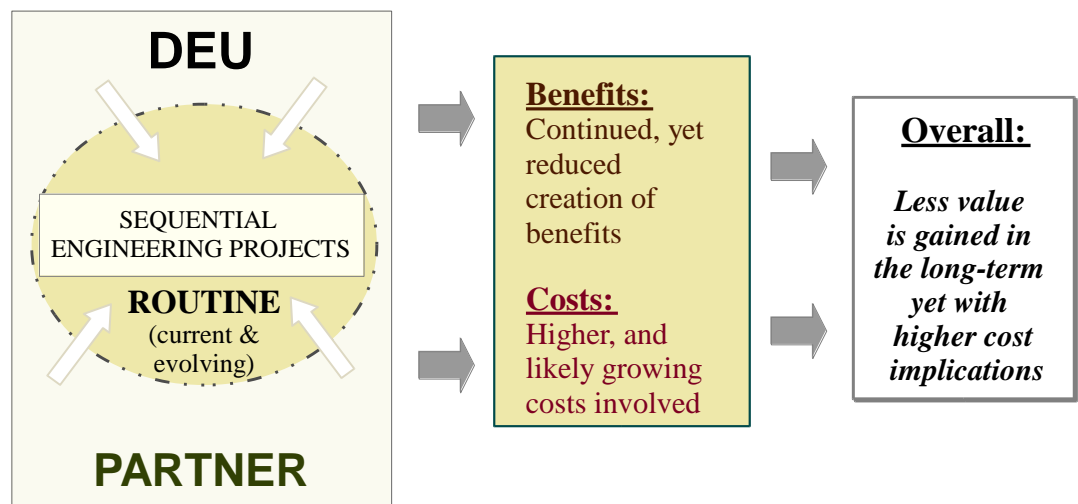 DEU
SEQUENTIAL
ENGINEERING PROJECTS
ROUTINE
(current &
evolving)
PARTNER
Benefits:
Continued, yet
reduced
creation of
benefits
Costs:
Higher, and
likely growing
costs involved
Overall:
Less value
is gained in
the long-term
yet with
higher cost
implications